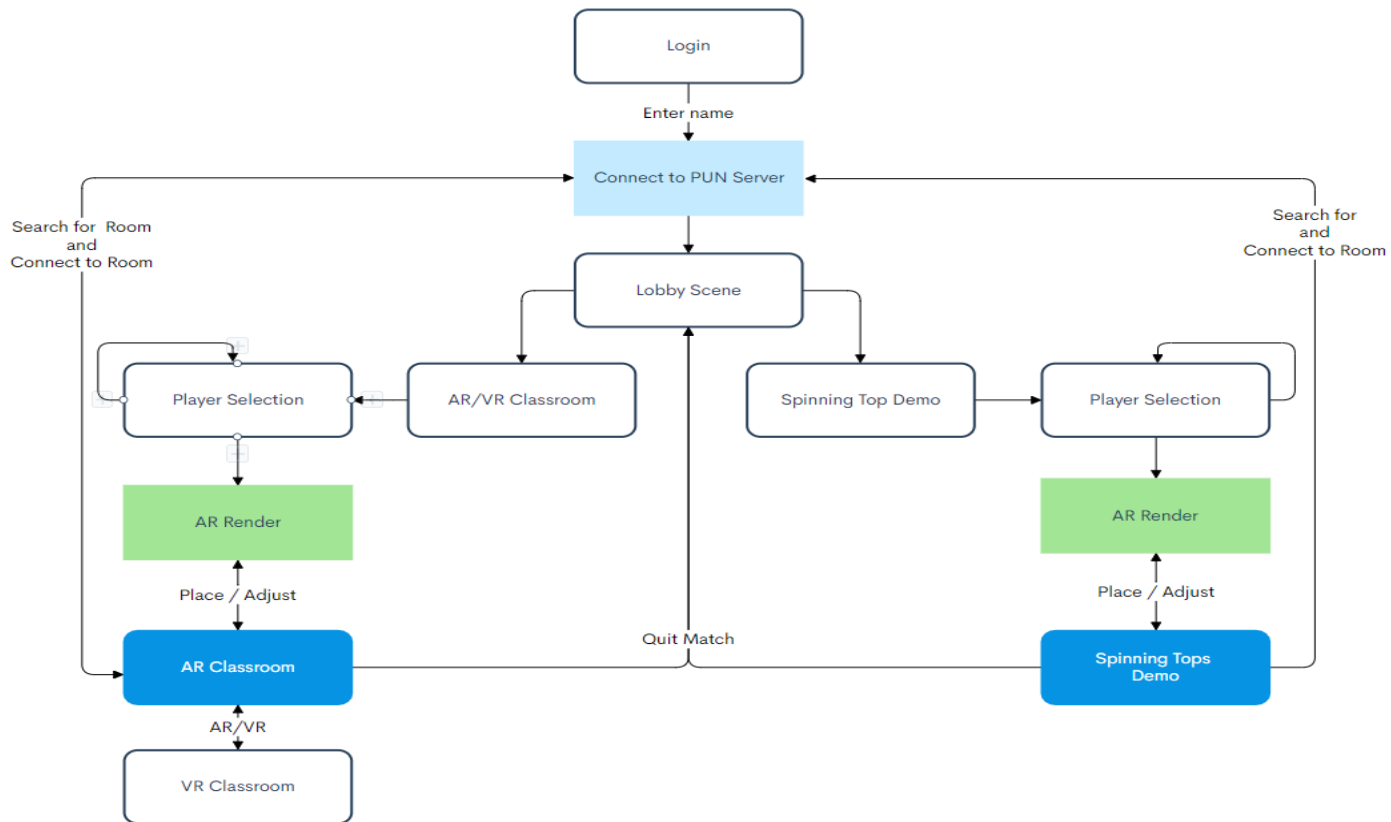 Login
Enter name
Connect to PUN Server
Search for  Room
and
Connect to Room
Search for
and
Connect to Room
Lobby Scene
Player Selection
AR/VR Classroom
Spinning Top Demo
Player Selection
AR Render
AR Render
Place / Adjust
Place / Adjust
Quit Match
AR Classroom
Spinning Tops
Demo
AR/VR
VR Classroom